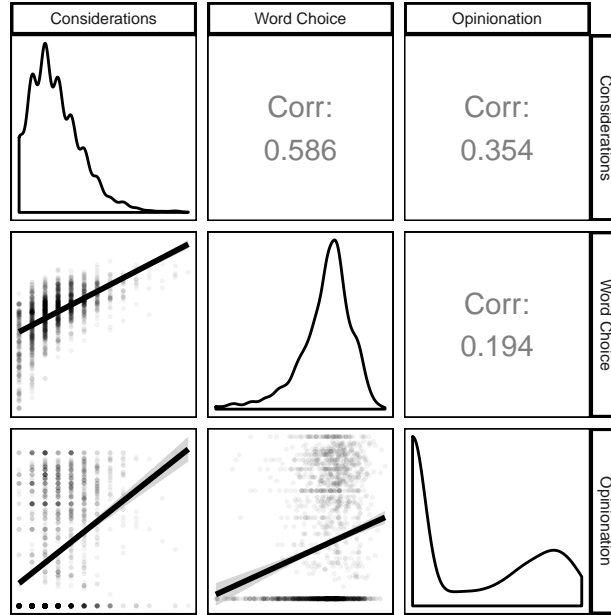 Considerations
Word Choice
Opinionation
Corr:
0.586
Corr:
0.354
Considerations
Corr:
0.194
Word Choice
Opinionation